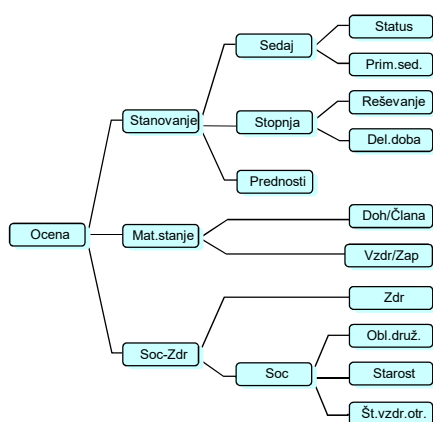 Status
Sedaj
Prim.sed.
Reševanje
Stanovanje
Stopnja
Del.doba
Prednosti
Doh/Člana
Ocena
Mat.stanje
Vzdr/Zap
Zdr
Obl.druž.
Soc-Zdr
Soc
Starost
Št.vzdr.otr.